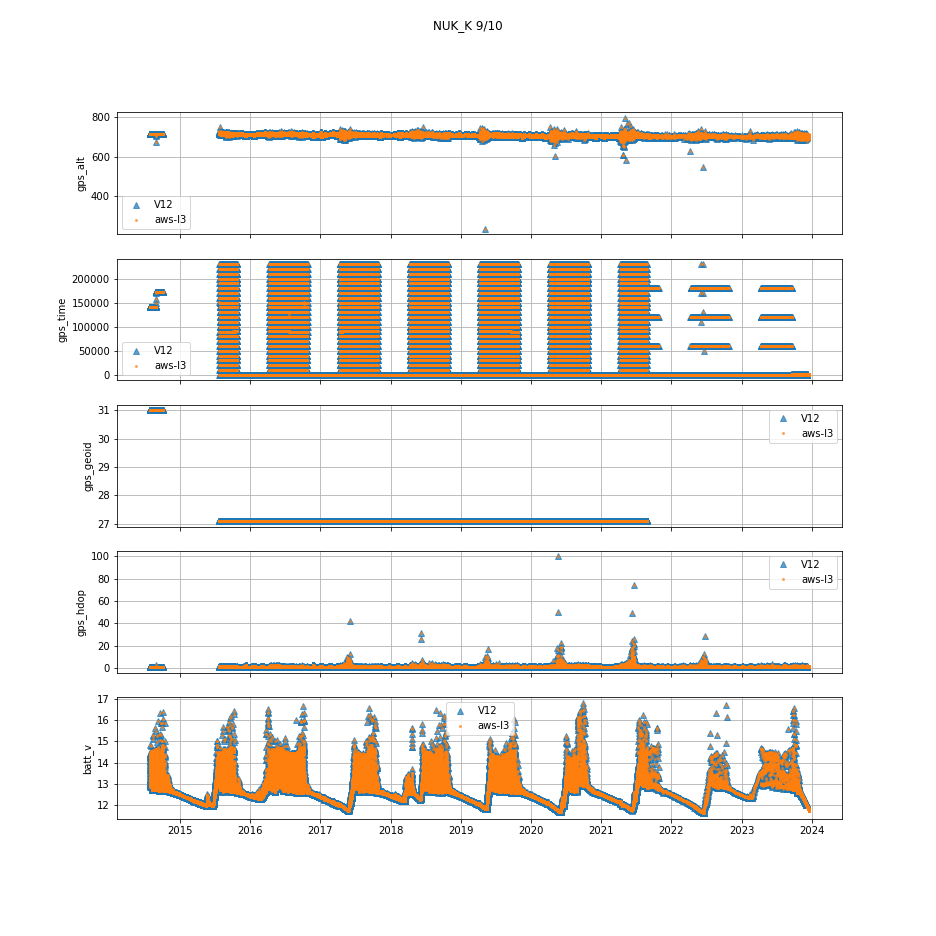 NUK_K 9/10
800
600
400
gps_alt
V12
aws-l3
200000
150000
100000
50000
0
gps_time
V12
aws-l3
31
30
29
28
27
gps_geoid
V12
aws-l3
100
80
60
40
20
0
gps_hdop
V12
aws-l3
17
16
15
14
13
12
batt_v
V12
aws-l3
2015 2016 2017 2018 2019 2020 2021 2022 2023 2024